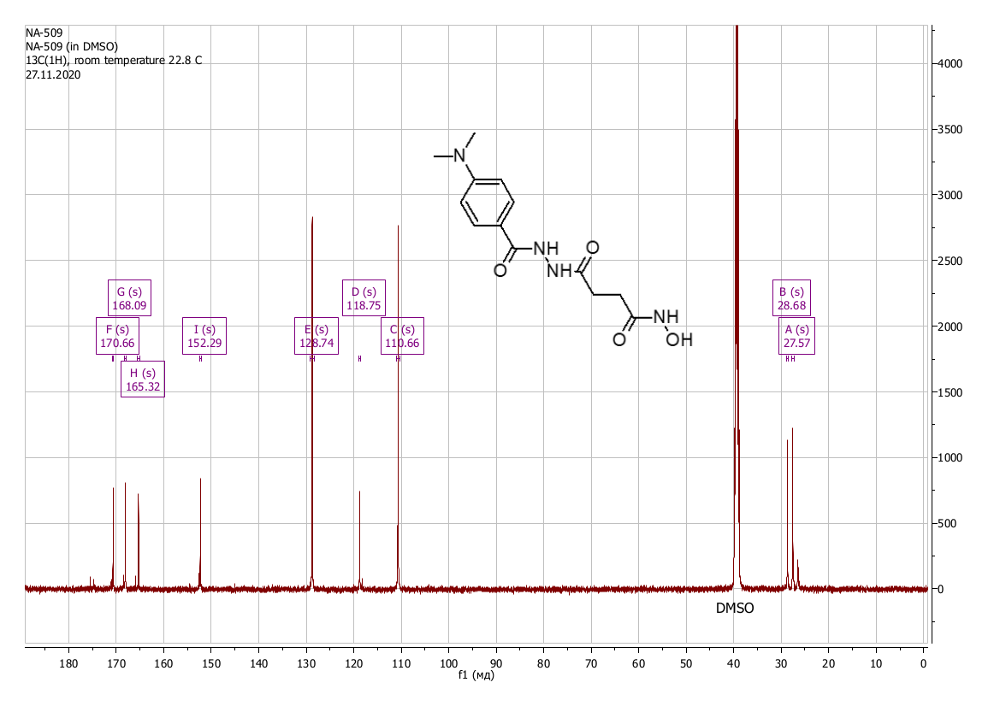 NA-509
NA-509 (in DMSO)
13C(1H), room temperature 22.8 C
27.11.2020
4000
3500
3000
2500
2000
1500
1000
500
0
N
O
NH
NH
O
O
NH
OH
G (s)
168.09
F (s)
170.66
H (s)
165.32
I (s)
152.29
E (s)
128.74
D (s)
118.75
C (s)
110.66
B (s)
28.68
A (s)
27.57
DMSO
180 170 160 150 140 130 120 110 100 90 80 70 60 50 40 30 20 10 0
f1 (мд)